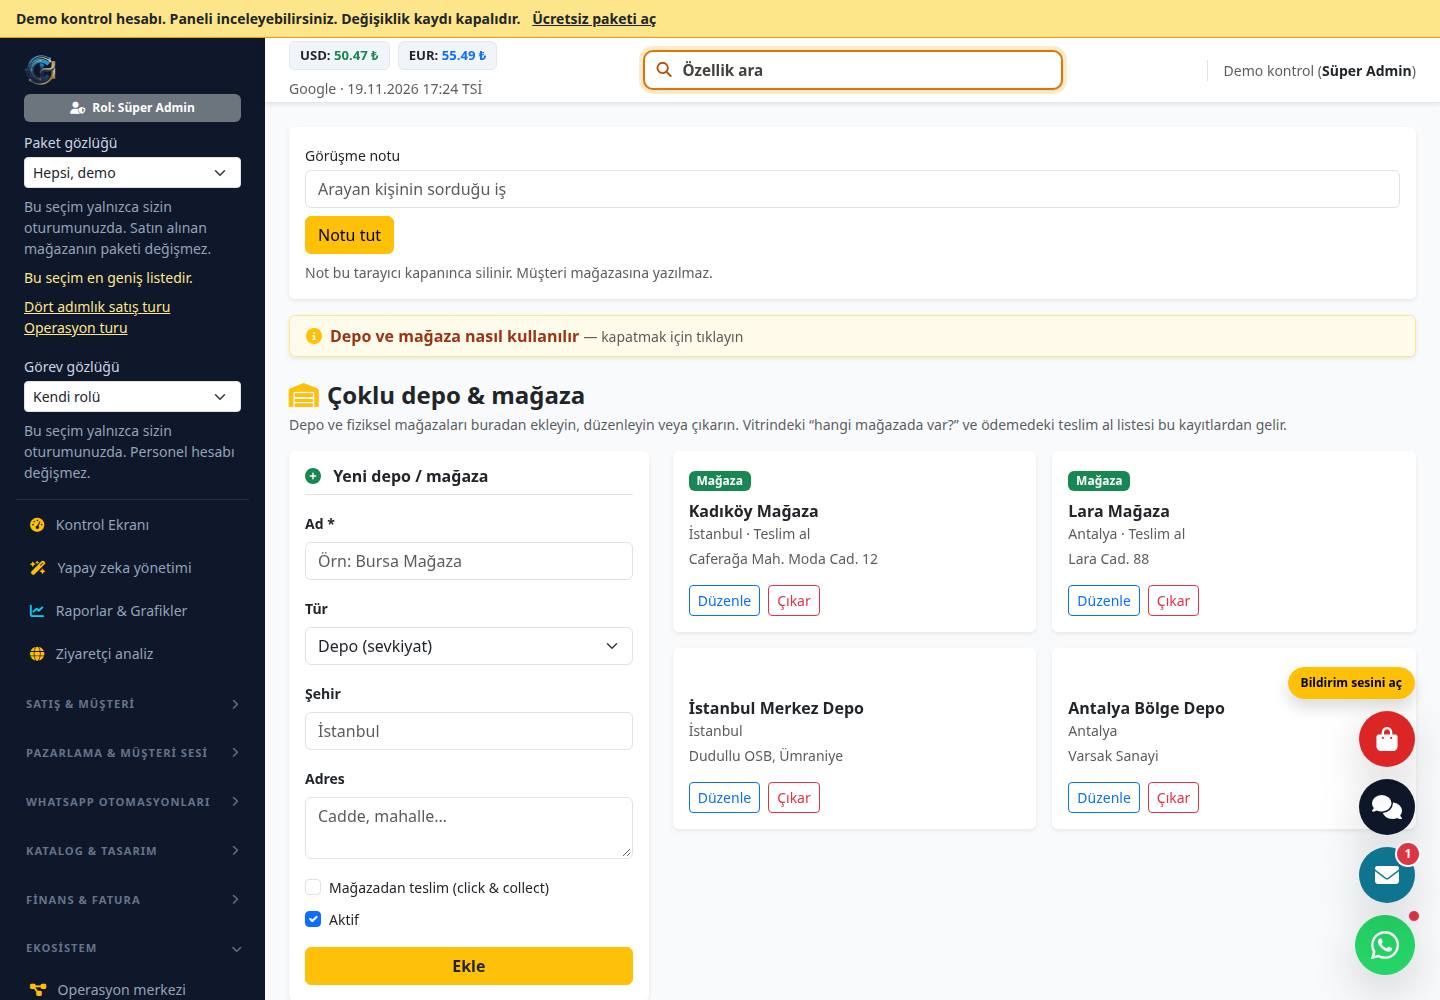 Demo kontrol hesabı. Paneli inceleyebilirsiniz. Değişiklik kaydı kapalıdır. Ücretsiz paketi aç
Rol: Süper Admin
Paket gözlüğü
Hepsi, demo
Bu seçim yalnızca sizin
oturumunuzda. Satın alınan
mağazanın paketi değişmez.
Bu seçim en geniş listedir.
Dört adımlık satış turu
Operasyon turu
Görev gözlüğü
Kendi rolü
Bu seçim yalnızca sizin
oturumunuzda. Personel hesabı
değişmez.
Kontrol Ekranı
Yapay zeka yönetimi
Raporlar & Grafikler
Ziyaretçi analiz
SATIŞ & MÜŞTERİ
PAZARLAMA & MÜŞTERİ SESİ
WHATSAPP OTOMASYONLARI
KATALOG & TASARIM
FİNANS & FATURA
EKOSİSTEM
Operasyon merkezi
USD: 50.47 ₺ EUR: 55.49 ₺
Google · 19.11.2026 17:24 TSİ
Özellik ara
Demo kontrol (Süper Admin)
Görüşme notu
Arayan kişinin sorduğu iş
Notu tut
Not bu tarayıcı kapanınca silinir. Müşteri mağazasına yazılmaz.
Depo ve mağaza nasıl kullanılır — kapatmak için tıklayın
Çoklu depo & mağaza
Depo ve fiziksel mağazaları buradan ekleyin, düzenleyin veya çıkarın. Vitrindeki “hangi mağazada var?” ve ödemedeki teslim al listesi bu kayıtlardan gelir.
Yeni depo / mağaza
Ad *
Örn: Bursa Mağaza
Tür
Depo (sevkiyat)
Şehir
İstanbul
Adres
Cadde, mahalle...
Mağazadan teslim (click & collect)
Aktif
Ekle
Mağaza
Kadıköy Mağaza
İstanbul · Teslim al
Caferağa Mah. Moda Cad. 12
Düzenle Çıkar
Mağaza
Lara Mağaza
Antalya · Teslim al
Lara Cad. 88
Düzenle Çıkar
İstanbul Merkez Depo
İstanbul
Dudullu OSB, Ümraniye
Düzenle Çıkar
Antalya Bölge Depo
Antalya
Varsak Sanayi
Düzenle Çıkar
Bildirim sesini aç
1